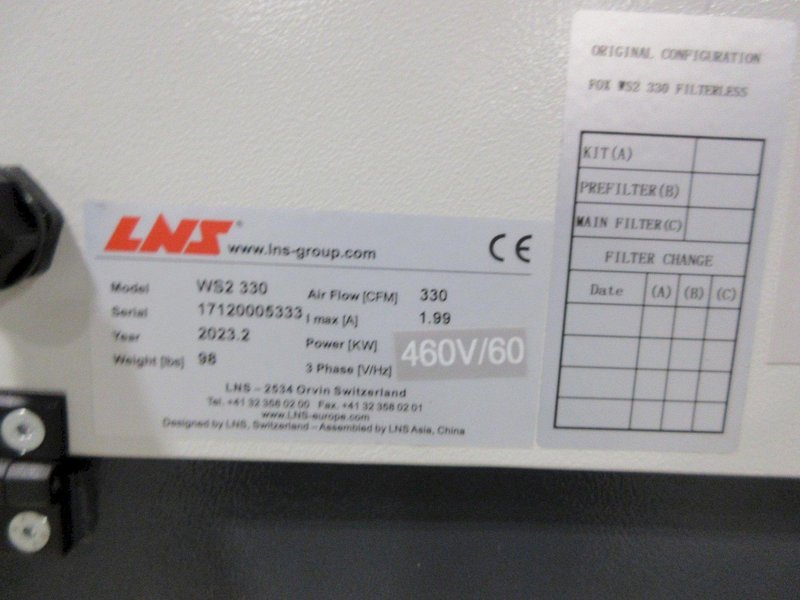 LNS® www.lns-group.com CE
Model WS2 330 Air Flow [CFM] 330
Serial 17120005333 I max [A] 1.99
Year 2023.2 Power [KW]
Weight [lbs] 98 3 Phase [V/Hz] 460V/60
LNS - 2534 Orvin Switzerland
Tel. +41 32 358 02 00 Fax. +41 32 358 02 01
www.LNS-europe.com
Designed by LNS, Switzerland - Assembled by LNS Asia, China
ORIGINAL CONFIGURATION
FOX WS2 330 FILTERLESS
KIT(A)
PREFILTER(B)
MAIN FILTER(C)
FILTER CHANGE
Date (A) (B) (C)